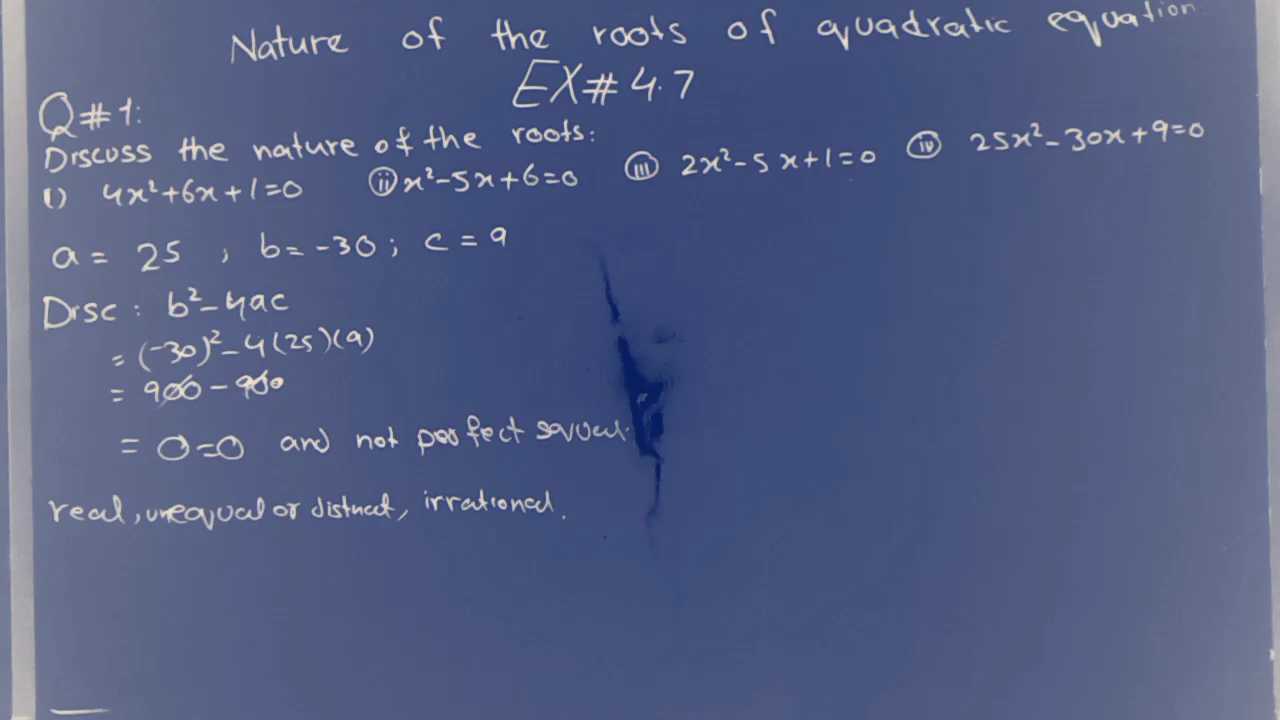 Nature of the roots of quadratic equation
EX# 4.7
Q#1:
Discuss the nature of the roots:
i) 4x²+6x+1=0 (ii) x²-5x+6=0 (iii) 2x²-5x+1=0 (iv) 25x²-30x+9=0
a = 25 , b = -30 ; c = 9
Disc : b²-4ac
= (-30)²-4(25)(9)
= 900-900
= 0=0 and not perfect
real, unequal or distnct, irrational.